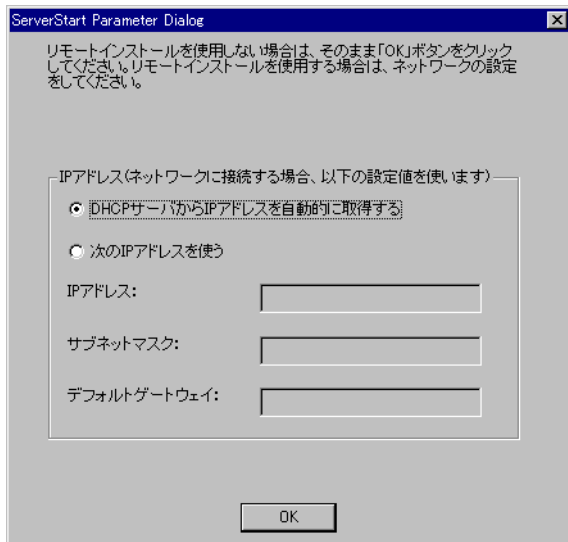 ServerStart Parameter Dialog
リモートインストールを使用しない場合は、そのまま「OK」ボタンをクリック
してください。リモートインストールを使用する場合は、ネットワークの設定
をしてください。
IPアドレス(ネットワークに接続する場合、以下の設定値を使います)
DHCPサーバからIPアドレスを自動的に取得する
次のIPアドレスを使う
IPアドレス:
サブネットマスク:
デフォルトゲートウェイ:
OK